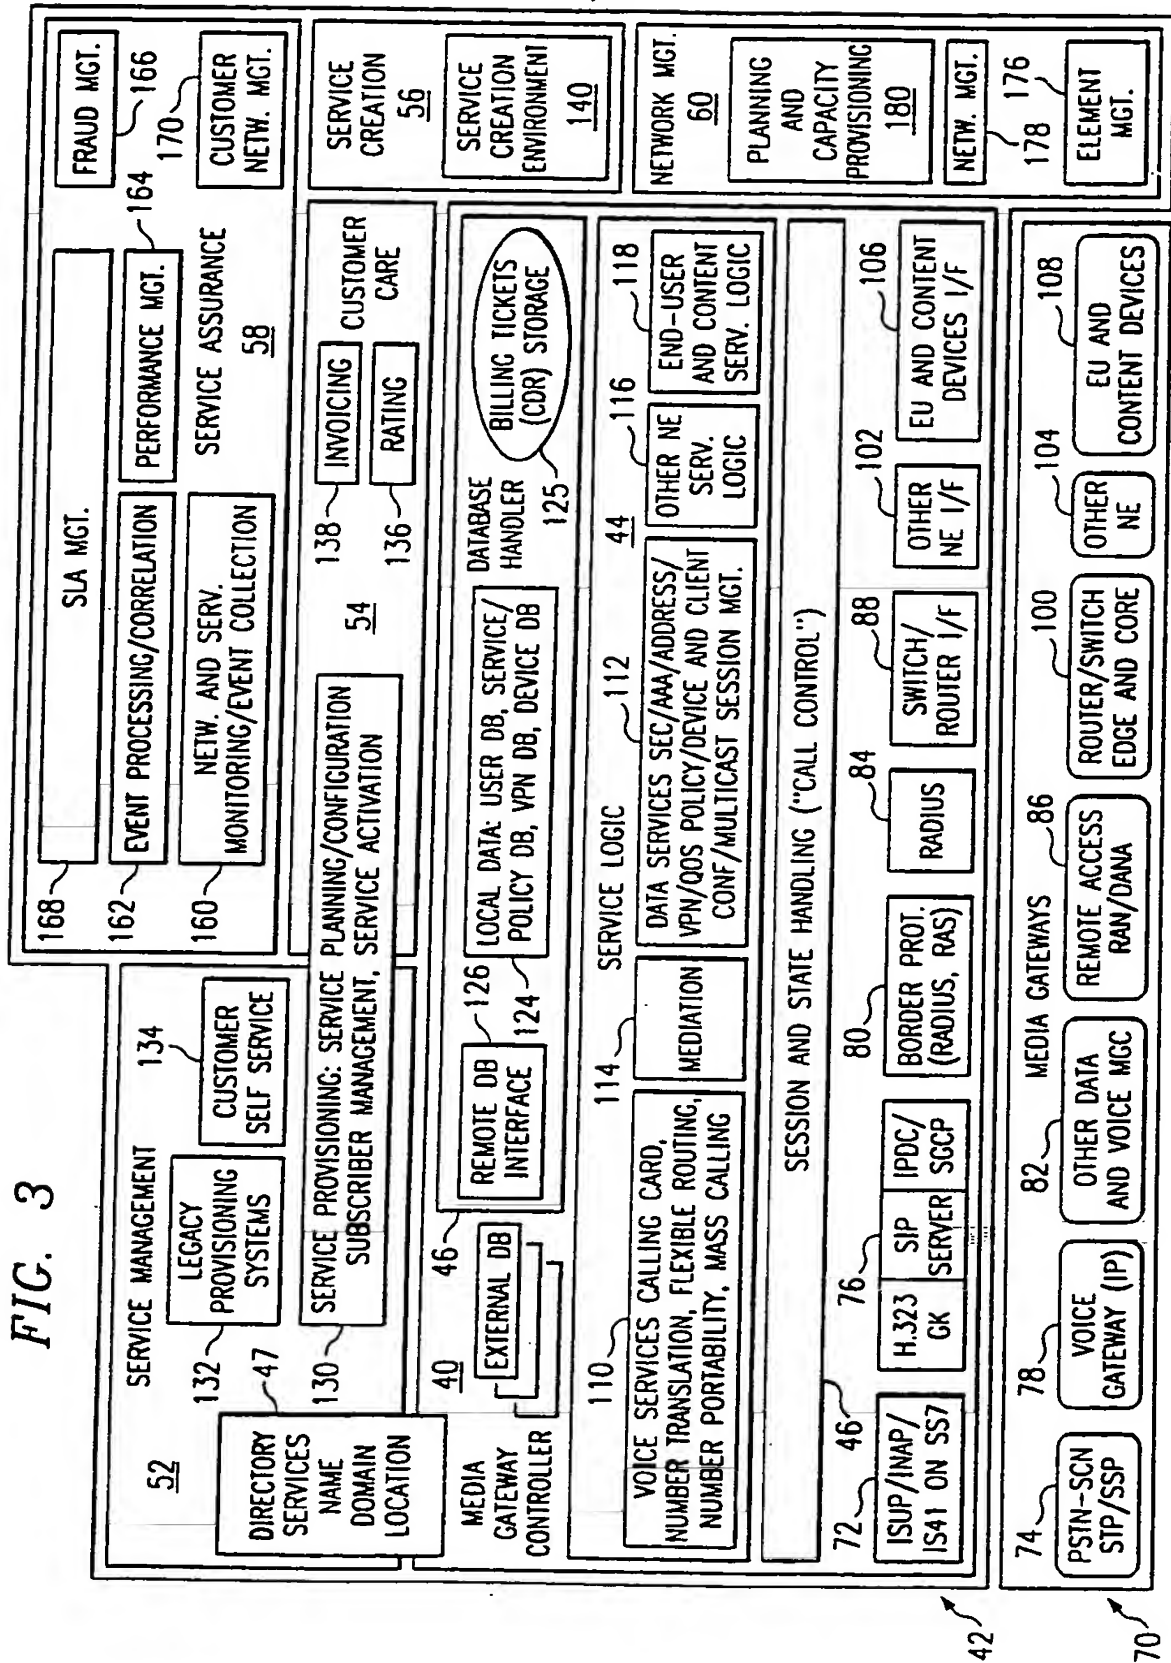 FIG. 3
SERVICE MANAGEMENT
52
132
LEGACY
PROVISIONING
SYSTEMS
134
CUSTOMER
SELF SERVICE
47
DIRECTORY
SERVICES
NAME
DOMAIN
LOCATION
168
SLA MGT.
162
EVENT PROCESSING/CORRELATION
160
NETW. AND SERV.
MONITORING/EVENT COLLECTION
PERFORMANCE MGT.
164
SERVICE ASSURANCE
58
FRAUD MGT.
166
170
CUSTOMER
NETW. MGT.
130
SERVICE PROVISIONING: SERVICE PLANNING/CONFIGURATION
SUBSCRIBER MANAGEMENT, SERVICE ACTIVATION
54
138
INVOICING
136
RATING
CUSTOMER
CARE
SERVICE
CREATION
56
SERVICE
CREATION
ENVIRONMENT
140
MEDIA
GATEWAY
CONTROLLER
40
EXTERNAL DB
46
REMOTE DB
INTERFACE
126
124
LOCAL DATA: USER DB, SERVICE/
POLICY DB, VPN DB, DEVICE DB
DATABASE
HANDLER
125
BILLING TICKETS
(CDR) STORAGE
NETWORK MGT.
60
PLANNING
AND
CAPACITY
PROVISIONING
180
NETW. MGT.
178
176
ELEMENT
MGT.
SERVICE LOGIC
44
110
VOICE SERVICES CALLING CARD,
NUMBER TRANSLATION, FLEXIBLE ROUTING,
NUMBER PORTABILITY, MASS CALLING
114
MEDIATION
112
DATA SERVICES SEC/AAA/ADDRESS/
VPN/QOS POLICY/DEVICE AND CLIENT
CONF/MULTICAST SESSION MGT.
116
OTHER NE
SERV.
LOGIC
118
END-USER
AND CONTENT
SERV. LOGIC
SESSION AND STATE HANDLING ("CALL CONTROL")
46
72
ISUP/INAP/
IS41 ON SS7
76
H.323
GK
SIP
SERVER
IPDC/
SGCP
80
BORDER PROT.
(RADIUS, RAS)
84
RADIUS
88
SWITCH/
ROUTER I/F
102
OTHER
NE I/F
106
EU AND CONTENT
DEVICES I/F
42
MEDIA GATEWAYS
74
PSTN-SCN
STP/SSP
78
VOICE
GATEWAY (IP)
82
OTHER DATA
AND VOICE MGC
86
REMOTE ACCESS
RAN/DANA
100
ROUTER/SWITCH
EDGE AND CORE
104
OTHER
NE
108
EU AND
CONTENT DEVICES
70